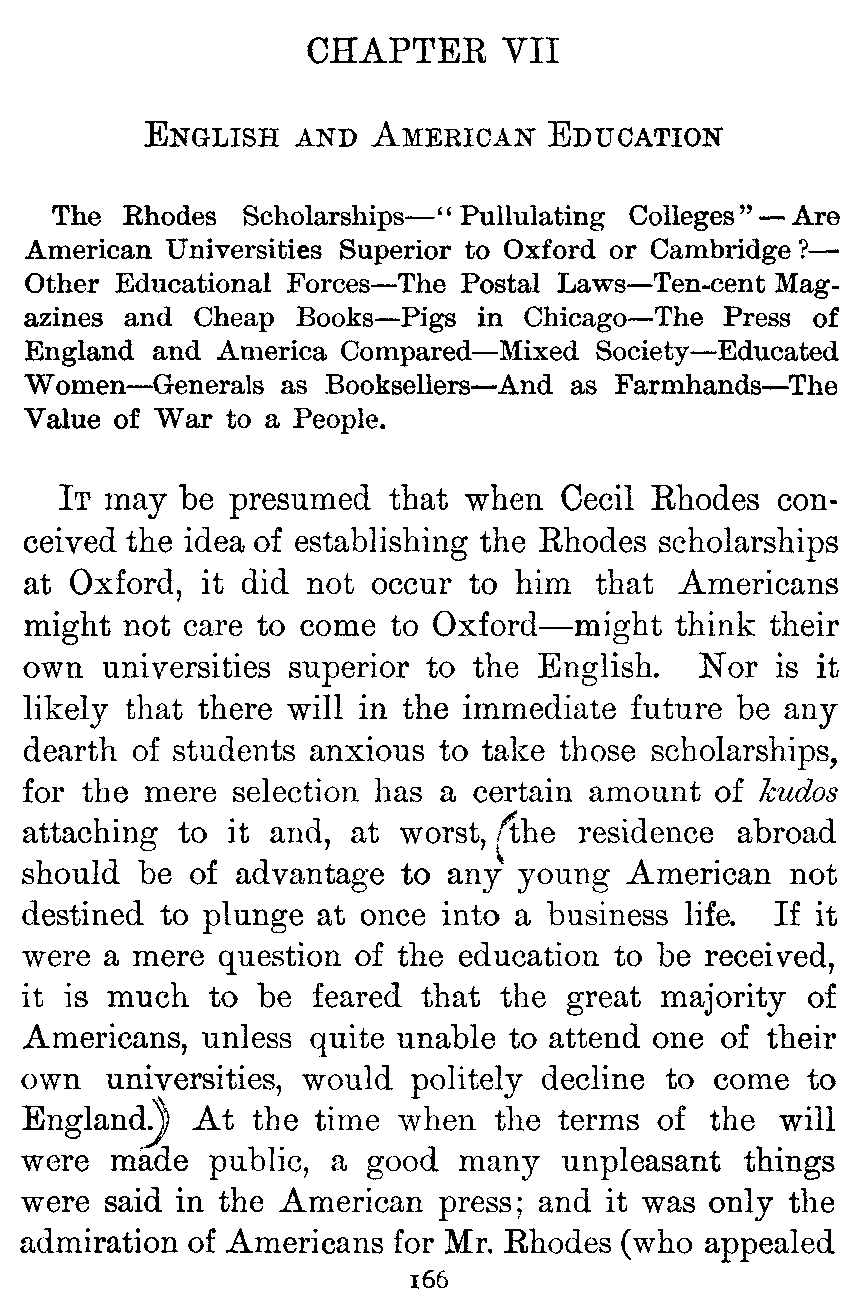 CHAPTER VII
ENGLISH AND AMERICAN EDUCATION
The Rhodes Scholarships—“Pullulating Colleges”—Are
American Universities Superior to Oxford or Cambridge?—
Other Educational Forces—The Postal Laws—Ten-cent Mag-
azines and Cheap Books—Pigs in Chicago—The Press of
England and America Compared—Mixed Society—Educated
Women—Generals as Booksellers—And as Farmhands—The
Value of War to a People.
IT may be presumed that when Cecil Rhodes con-
ceived the idea of establishing the Rhodes scholarships
at Oxford, it did not occur to him that Americans
might not care to come to Oxford—might think their
own universities superior to the English. Nor is it
likely that there will in the immediate future be any
dearth of students anxious to take those scholarships,
for the mere selection has a certain amount of kudos
attaching to it and, at worst, (the residence abroad
should be of advantage to any young American not
destined to plunge at once into a business life. If it
were a mere question of the education to be received,
it is much to be feared that the great majority of
Americans, unless quite unable to attend one of their
own universities, would politely decline to come to
England.) At the time when the terms of the will
were made public, a good many unpleasant things
were said in the American press; and it was only the
admiration of Americans for Mr. Rhodes (who appealed
166